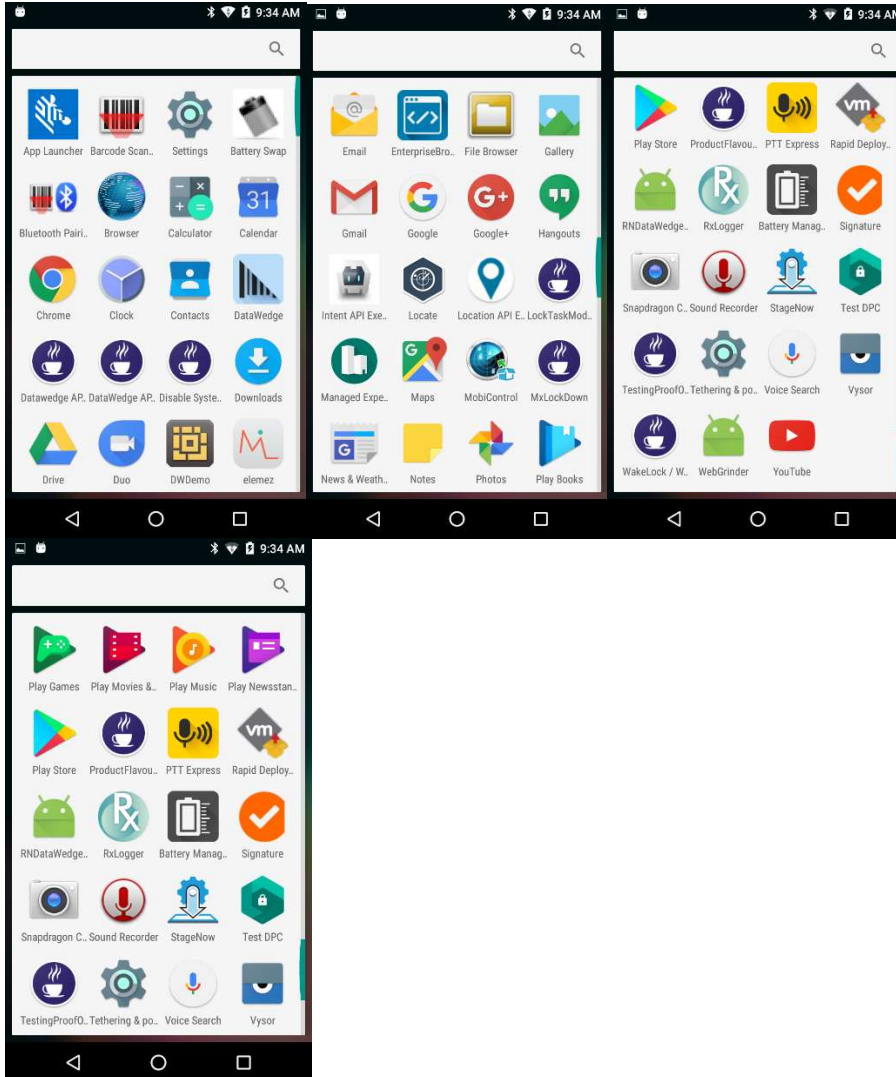 9:34 AM
App Launcher Barcode Scan.. Settings Battery Swap
31
Bluetooth Pairi.. Browser Calculator Calendar
Chrome Clock Contacts DataWedge
Datawedge AP.. DataWedge AP.. Disable Syste.. Downloads
Drive Duo DWDemo elemez
9:34 AM
Email EnterpriseBro.. File Browser Gallery
G+
Gmail Google Google+ Hangouts
Intent API Exe.. Locate Location API E.. LockTaskMod..
G
Managed Expe.. Maps MobiControl MxLockDown
G
News & Weath.. Notes Photos Play Books
9:34 AM
vm
Play Store ProductFlavou.. PTT Express Rapid Deploy..
Rx
RNDataWedge.. RxLogger Battery Manag.. Signature
Snapdragon C.. Sound Recorder StageNow Test DPC
TestingProofO.. Tethering & po.. Voice Search Vysor
WakeLock / W.. WebGrinder YouTube
9:34 AM
Play Games Play Movies &.. Play Music Play Newsstan..
vm
Play Store ProductFlavou.. PTT Express Rapid Deploy..
Rx
RNDataWedge.. RxLogger Battery Manag.. Signature
Snapdragon C.. Sound Recorder StageNow Test DPC
TestingProofO.. Tethering & po.. Voice Search Vysor